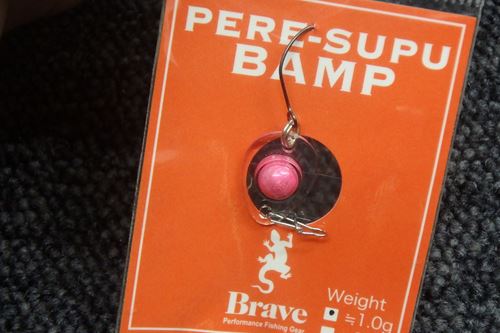 PERE-SUPU
BAMP
Brave
Performance Fishing Gear
Weight
≒1.0g